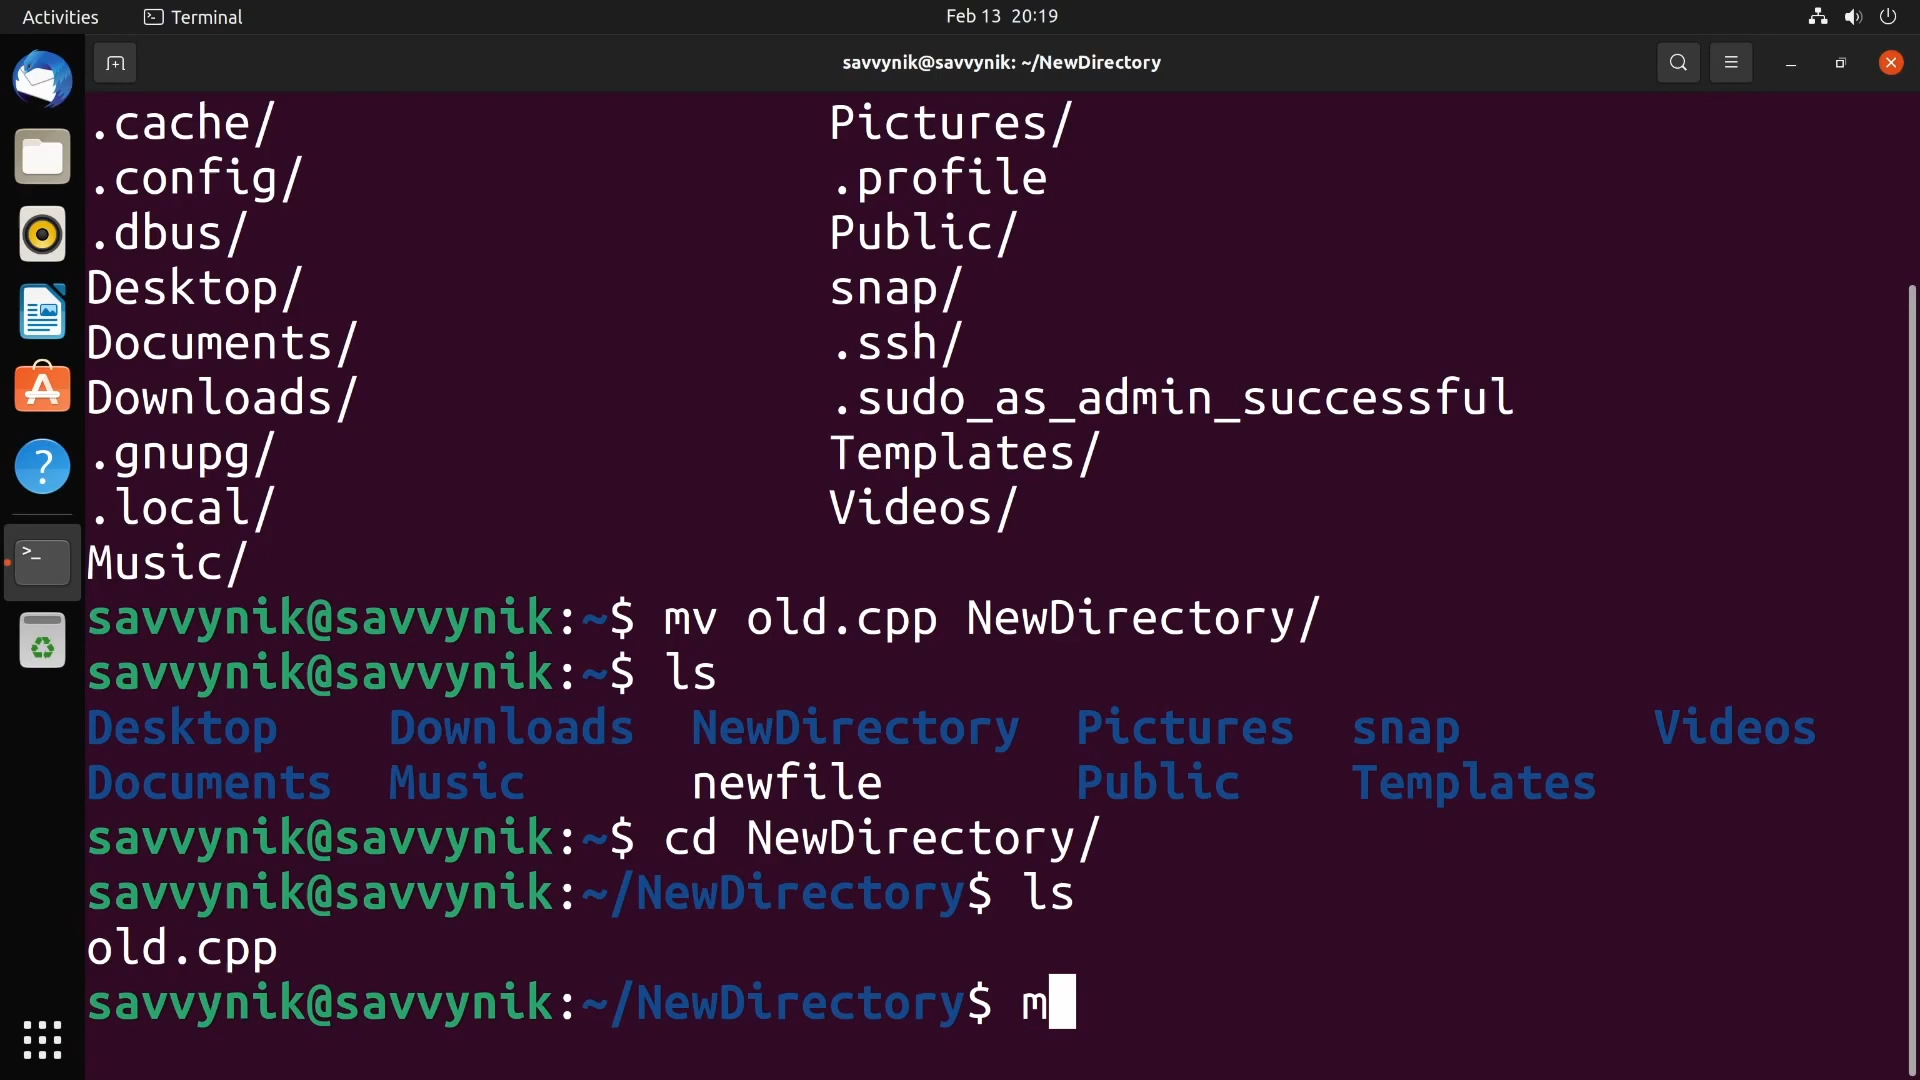 Activities Terminal Feb 13 20:19
savvynik@savvynik: ~/NewDirectory
.cache/ Pictures/
.config/ .profile
.dbus/ Public/
Desktop/ snap/
Documents/ .ssh/
Downloads/ .sudo_as_admin_successful
.gnupg/ Templates/
.local/ Videos/
Music/
savvynik@savvynik:~$ mv old.cpp NewDirectory/
savvynik@savvynik:~$ ls
Desktop Downloads NewDirectory Pictures snap Videos
Documents Music newfile Public Templates
savvynik@savvynik:~$ cd NewDirectory/
savvynik@savvynik:~/NewDirectory$ ls
old.cpp
savvynik@savvynik:~/NewDirectory$ m